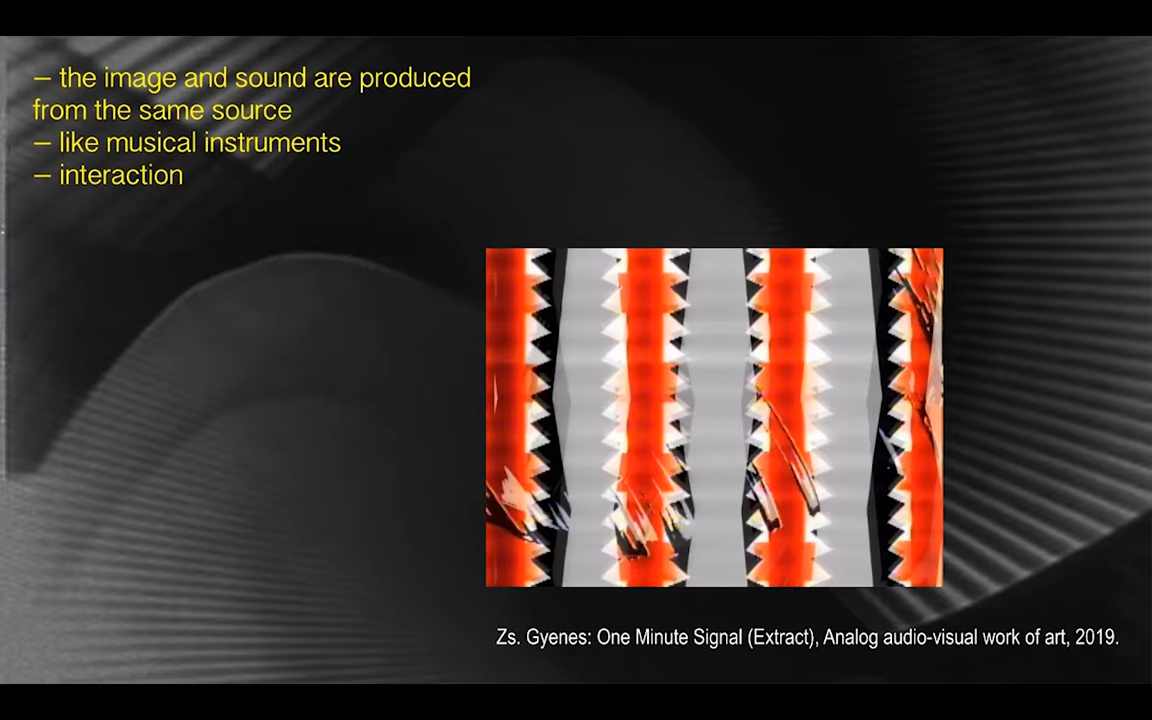 – the image and sound are produced
from the same source
– like musical instruments
– interaction
Zs. Gyenes: One Minute Signal (Extract), Analog audio-visual work of art, 2019.